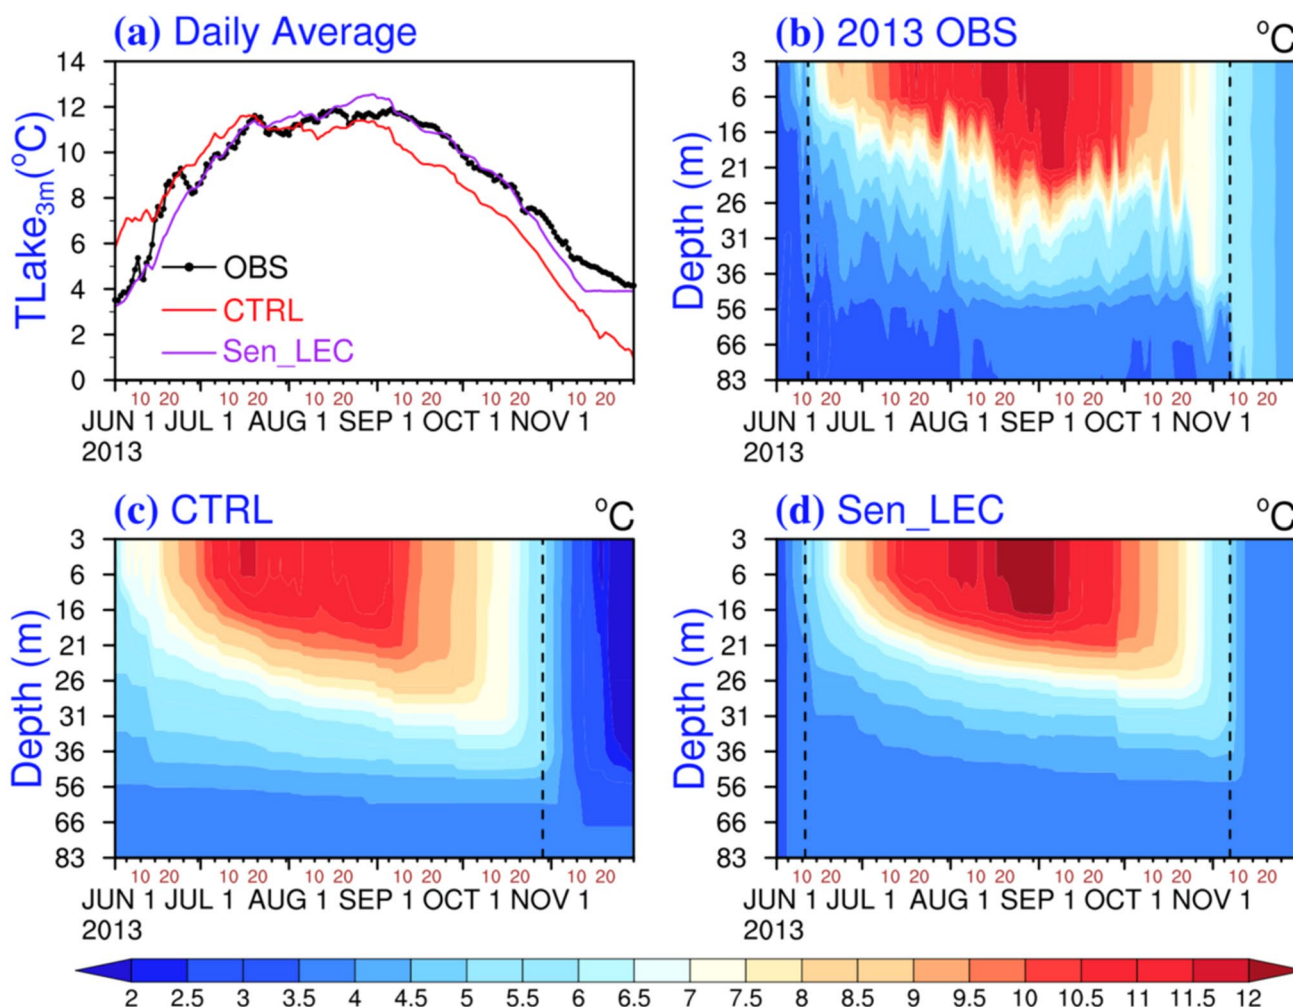 (a) Daily Average
TLake3m(°C)
14
12
10
8
6
4
2
0
OBS
CTRL
Sen_LEC
10 20 10 20 10 20 10 20 10 20 10 20
JUN 1 JUL 1 AUG 1 SEP 1 OCT 1 NOV 1
2013
(b) 2013 OBS
°C
Depth (m)
3
6
16
21
26
31
36
56
66
83
10 20 10 20 10 20 10 20 10 20 10 20
JUN 1 JUL 1 AUG 1 SEP 1 OCT 1 NOV 1
2013
(c) CTRL
°C
Depth (m)
3
6
16
21
26
31
36
56
66
83
10 20 10 20 10 20 10 20 10 20 10 20
JUN 1 JUL 1 AUG 1 SEP 1 OCT 1 NOV 1
2013
(d) Sen_LEC
°C
Depth (m)
3
6
16
21
26
31
36
56
66
83
10 20 10 20 10 20 10 20 10 20 10 20
JUN 1 JUL 1 AUG 1 SEP 1 OCT 1 NOV 1
2013
2 2.5 3 3.5 4 4.5 5 5.5 6 6.5 7 7.5 8 8.5 9 9.5 10 10.5 11 11.5 12